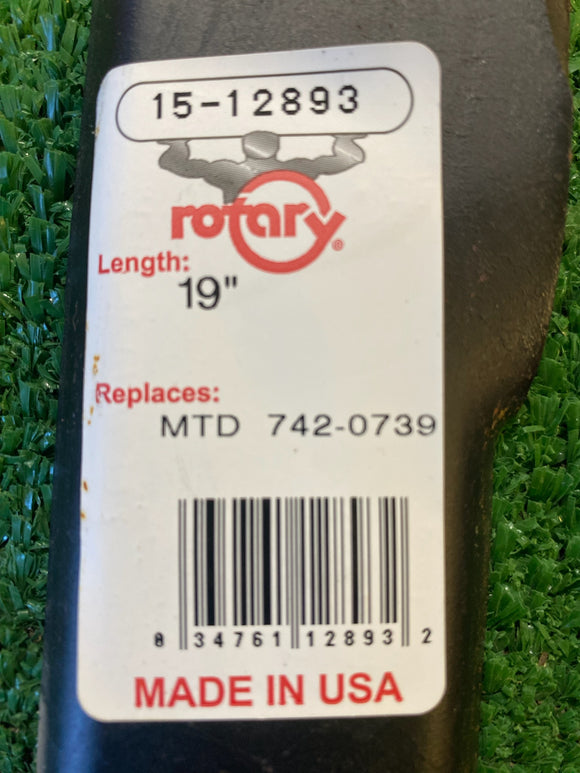 15-12893
rotary®
Length:
19"
Replaces:
MTD 742-0739
0 34761 12893 2
MADE IN USA